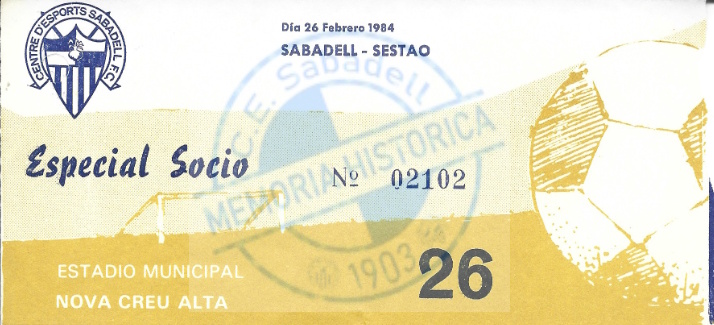 CENTRE D'ESPORTS SABADELL F.C.
Día 26 Febrero 1984
SABADELL - SESTAO
C.E. Sabadell
MEMORIA HISTORICA
1903
Especial Socio
Nº 02102
ESTADIO MUNICIPAL
NOVA CREU ALTA
26